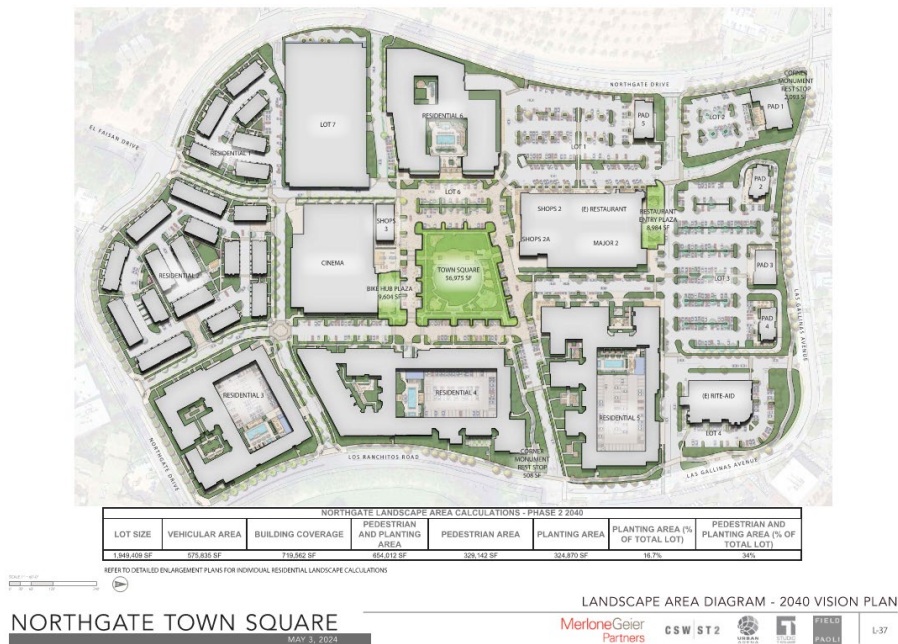 NORTHGATE DRIVE
CORNER
MONUMENT
REST STOP
PAD 1
LOT 2
PAD
5
LOT 1
LOT 7
RESIDENTIAL 6
EL FAISAN DRIVE
RESIDENTIAL 1
PAD
2
LOT 6
SHOPS 2
(E) RESTAURANT
RESTAURANT
ENTRY PLAZA
8,984 SF
SHOPS
3
SHOPS 2A
MAJOR 2
CINEMA
TOWN SQUARE
56,975 SF
PAD 3
RESIDENTIAL 2
BIKE HUB PLAZA
9,604 SF
LOT 3
PAD
4
LAS GALLINAS AVENUE
RESIDENTIAL 3
RESIDENTIAL 4
(E) RITE-AID
RESIDENTIAL 5
LOT 4
NORTHGATE DRIVE
LOS RANCHITOS ROAD
CORNER
MONUMENT
REST STOP
508 SF
LAS GALLINAS AVENUE
NORTHGATE LANDSCAPE AREA CALCULATIONS - PHASE 2 2040
LOT SIZE VEHICULAR AREA BUILDING COVERAGE PEDESTRIAN AND PLANTING AREA PEDESTRIAN AREA PLANTING AREA PLANTING AREA (% OF TOTAL LOT) PEDESTRIAN AND PLANTING AREA (% OF TOTAL LOT)
1,949,409 SF 575,835 SF 719,562 SF 654,012 SF 329,142 SF 324,870 SF 16.7% 34%
REFER TO DETAILED ENLARGEMENT PLANS FOR INDIVIDUAL RESIDENTIAL LANDSCAPE CALCULATIONS
LANDSCAPE AREA DIAGRAM - 2040 VISION PLAN
NORTHGATE TOWN SQUARE
MAY 3, 2024
MerloneGeier
Partners
CSW|ST2
URBAN
STUDIO
FIELD
PAOLI
L-37